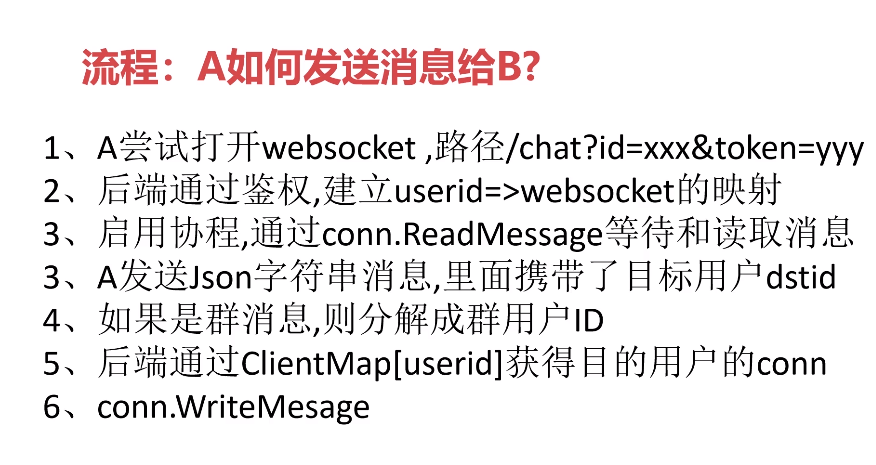 流程：A如何发送消息给B?
1、A尝试打开websocket ,路径/chat?id=xxx&token=yyy
2、后端通过鉴权,建立userid=>websocket的映射
3、启用协程,通过conn.ReadMessage等待和读取消息
3、A发送Json字符串消息,里面携带了目标用户dstid
4、如果是群消息,则分解成群用户ID
5、后端通过ClientMap[userid]获得目的用户的conn
6、conn.WriteMesage